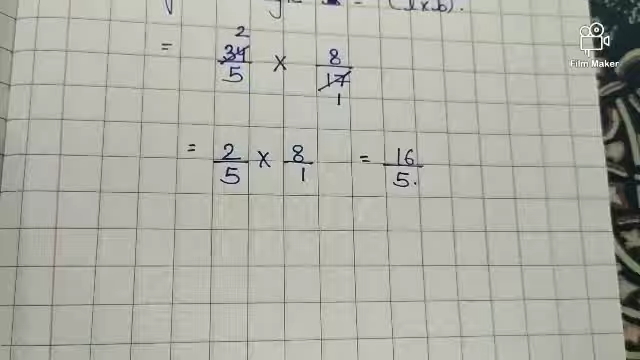 = (l×b).
2
= 34/5 × 8/17
1
= 2/5 × 8/1 = 16/5.
Film Maker